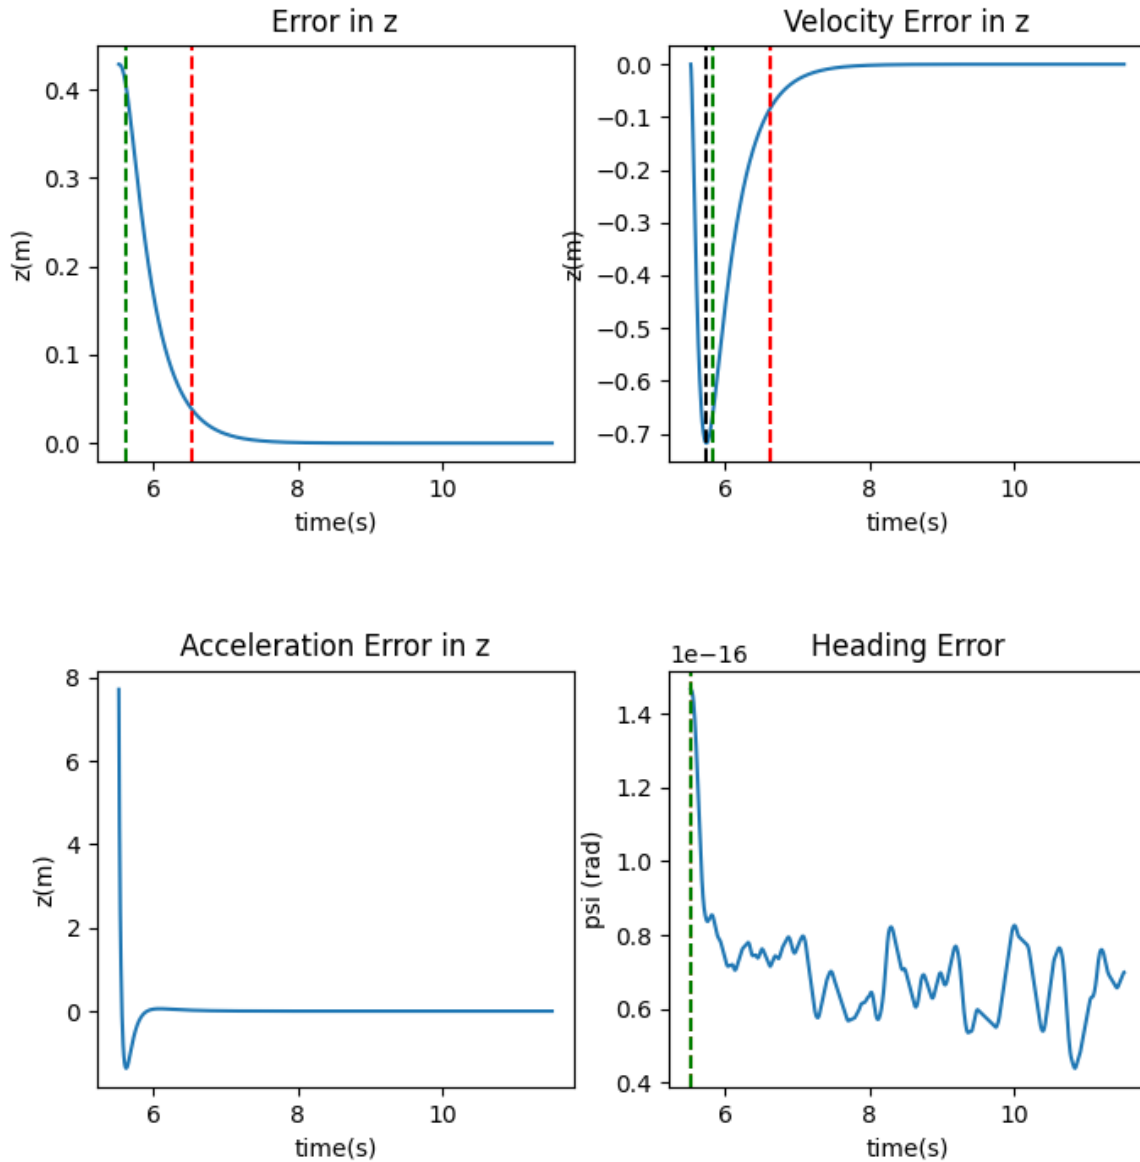 Error in z
z(m)
0.4
0.3
0.2
0.1
0.0
6 8 10
time(s)
Velocity Error in z
z(m)
0.0
−0.1
−0.2
−0.3
−0.4
−0.5
−0.6
−0.7
6 8 10
time(s)
Acceleration Error in z
z(m)
8
6
4
2
0
6 8 10
time(s)
Heading Error
1e−16
psi (rad)
1.4
1.2
1.0
0.8
0.6
0.4
6 8 10
time(s)